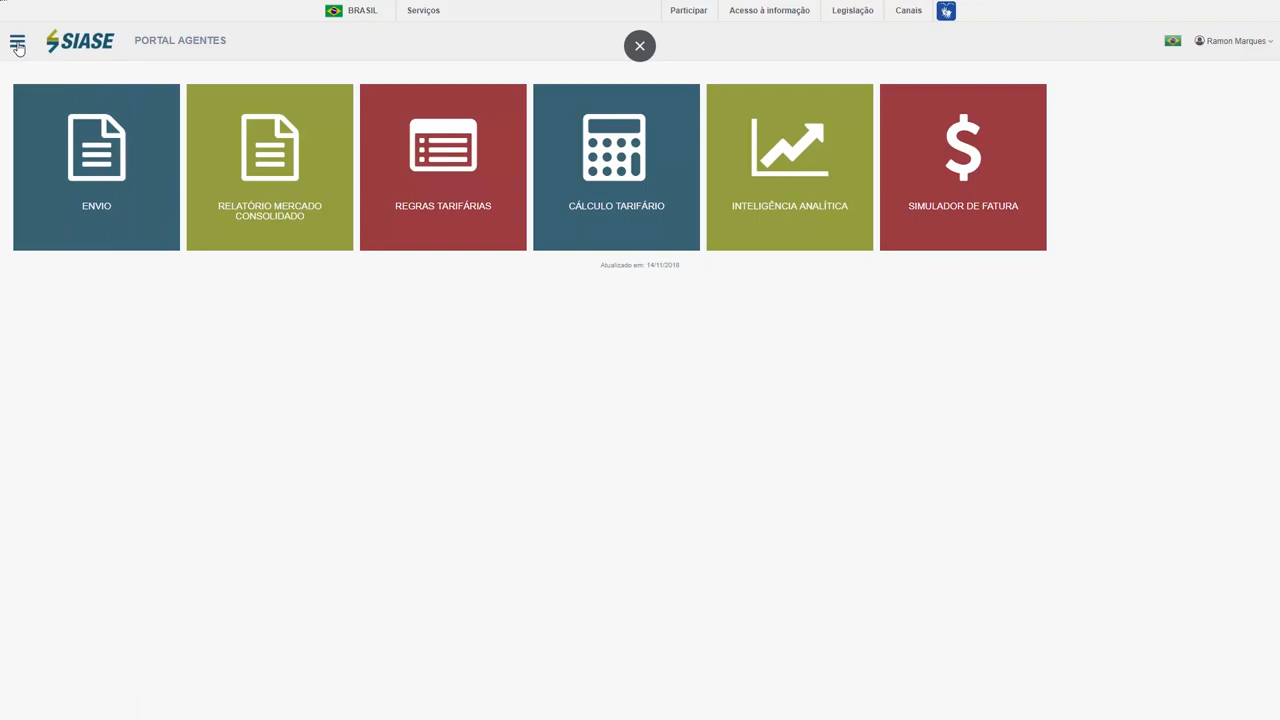 BRASIL
Serviços
Participar
Acesso à informação
Legislação
Canais
SIASE
PORTAL AGENTES
Ramon Marques
ENVIO
RELATÓRIO MERCADO
CONSOLIDADO
REGRAS TARIFÁRIAS
CÁLCULO TARIFÁRIO
INTELIGÊNCIA ANALÍTICA
SIMULADOR DE FATURA
Atualizado em: 14/11/2018